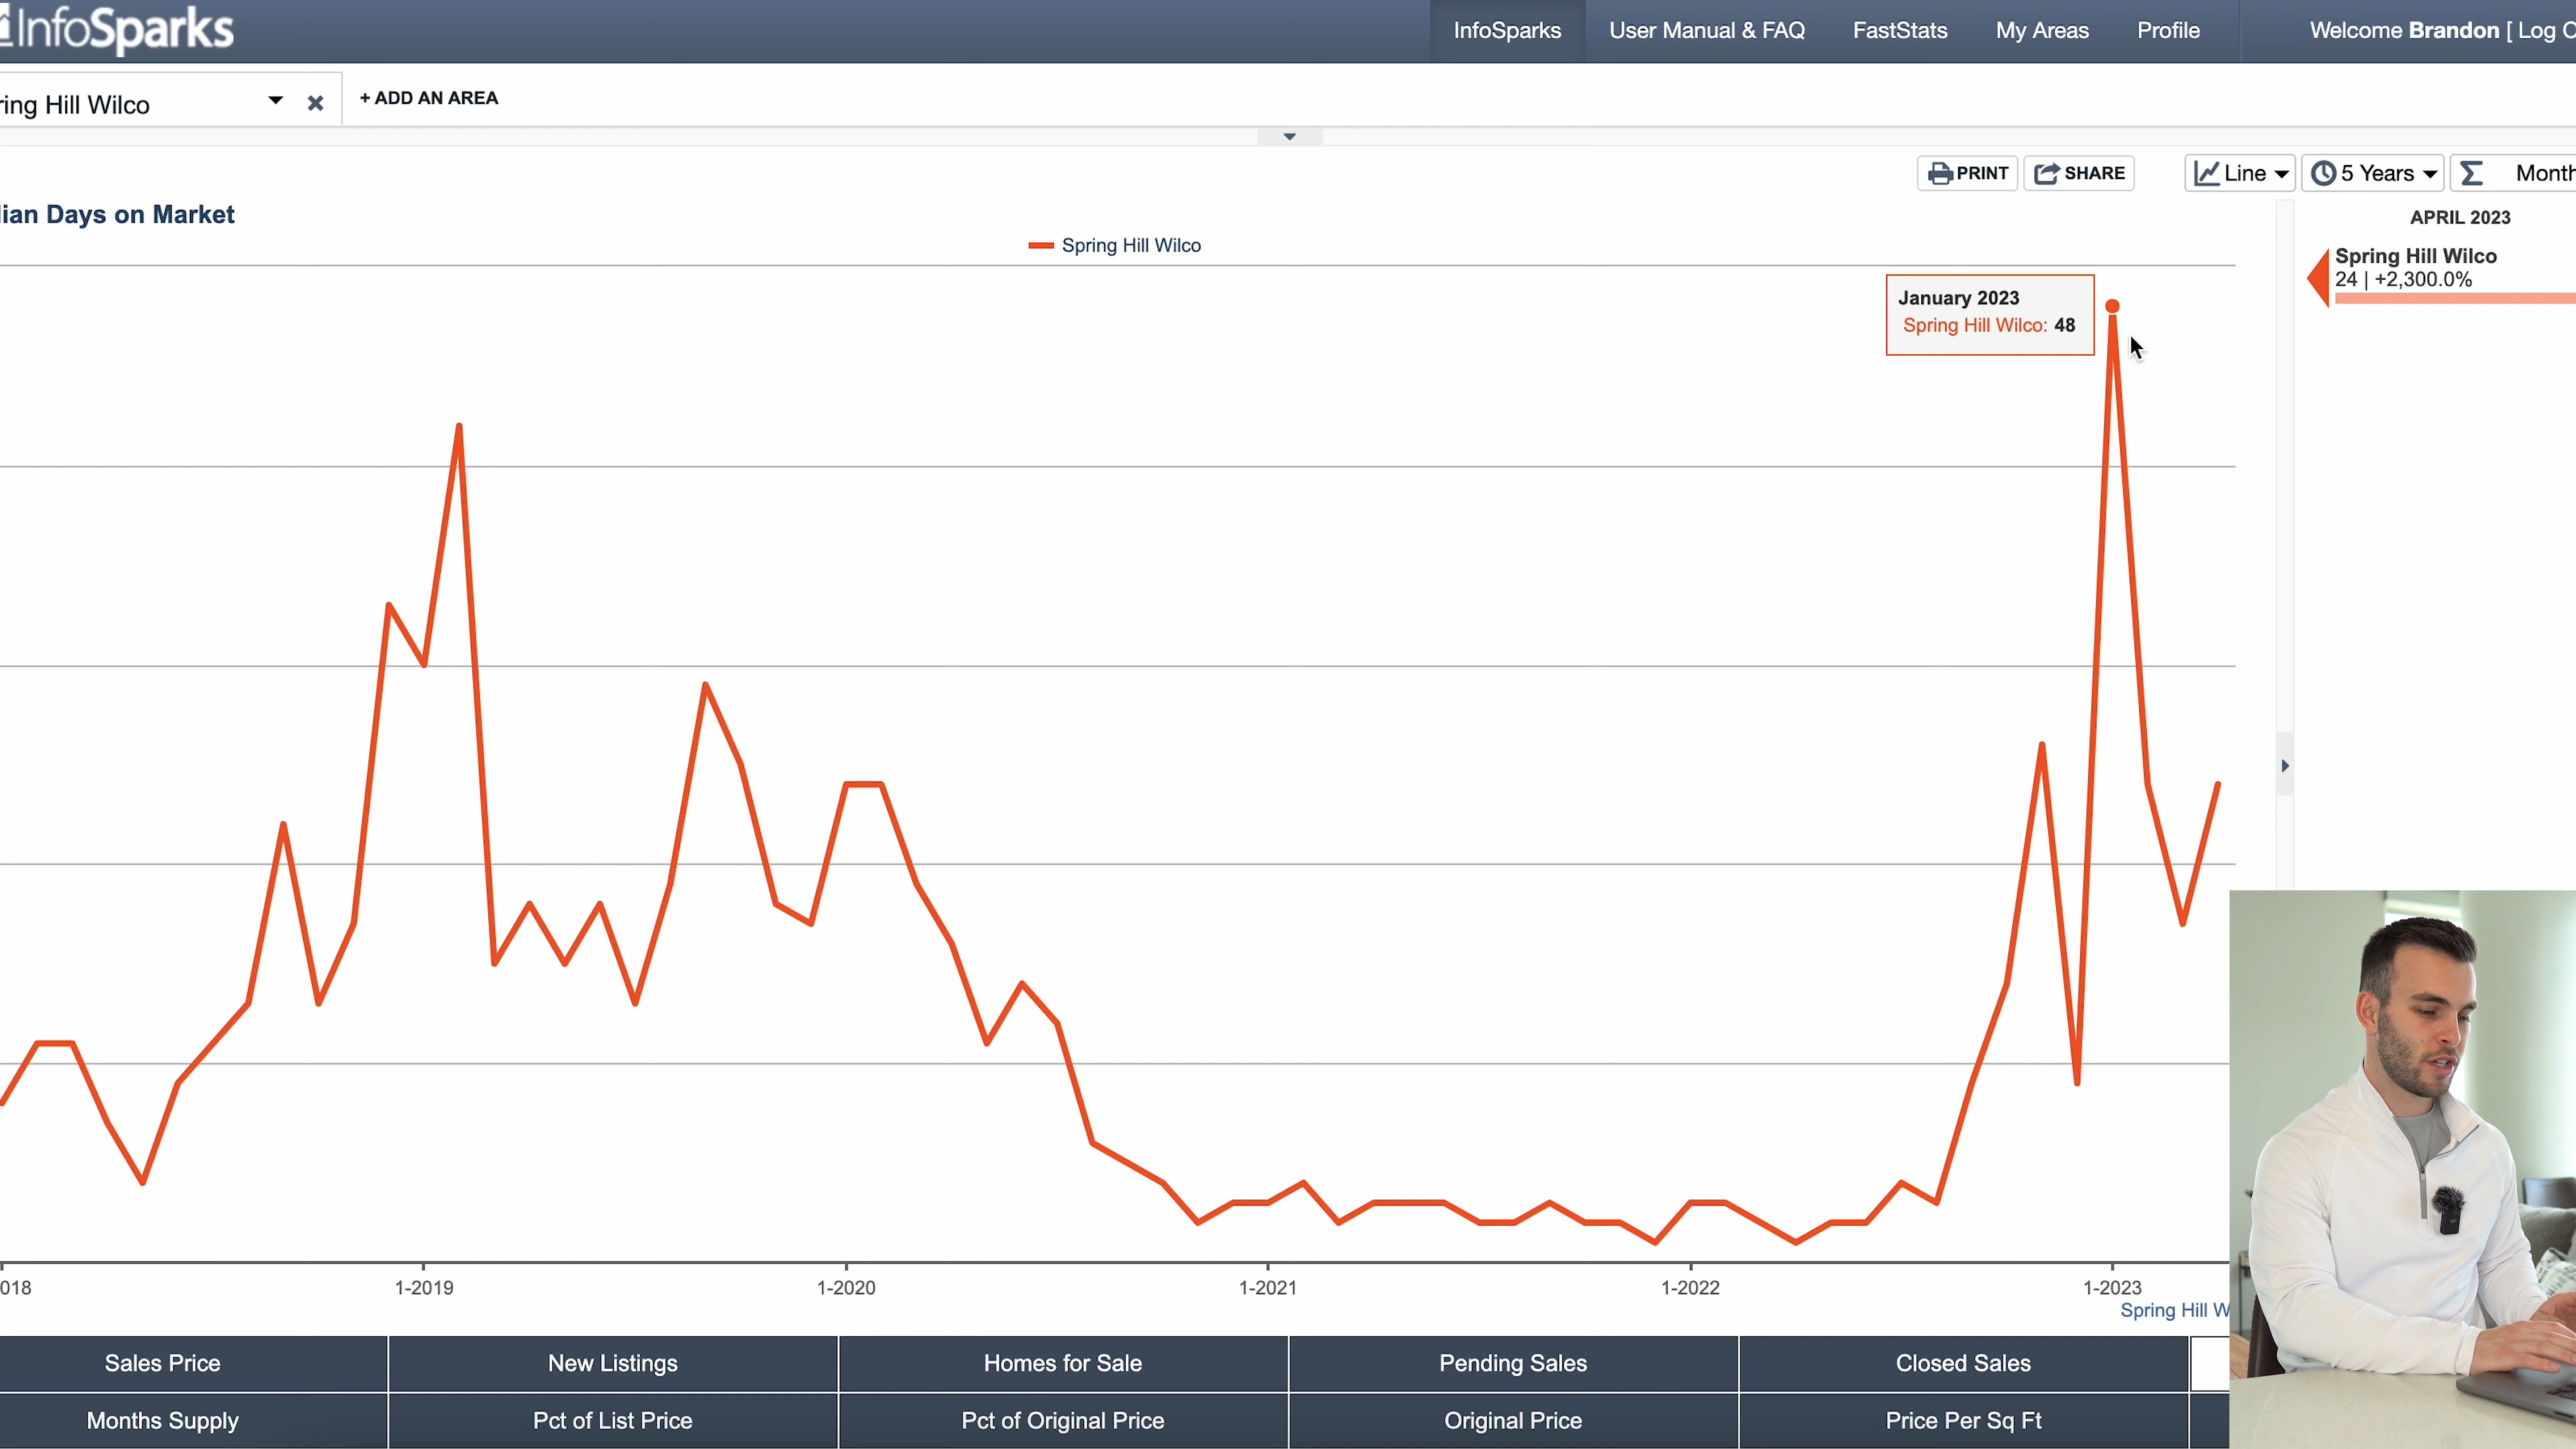 InfoSparks
InfoSparks
User Manual & FAQ
FastStats
My Areas
Profile
Welcome Brandon [ Log
ring Hill Wilco
+ ADD AN AREA
PRINT
SHARE
Line
5 Years
Month
ian Days on Market
Spring Hill Wilco
APRIL 2023
Spring Hill Wilco
24 | +2,300.0%
January 2023
Spring Hill Wilco: 48
018
1-2019
1-2020
1-2021
1-2022
1-2023
Spring Hill W
Sales Price
New Listings
Homes for Sale
Pending Sales
Closed Sales
Months Supply
Pct of List Price
Pct of Original Price
Original Price
Price Per Sq Ft